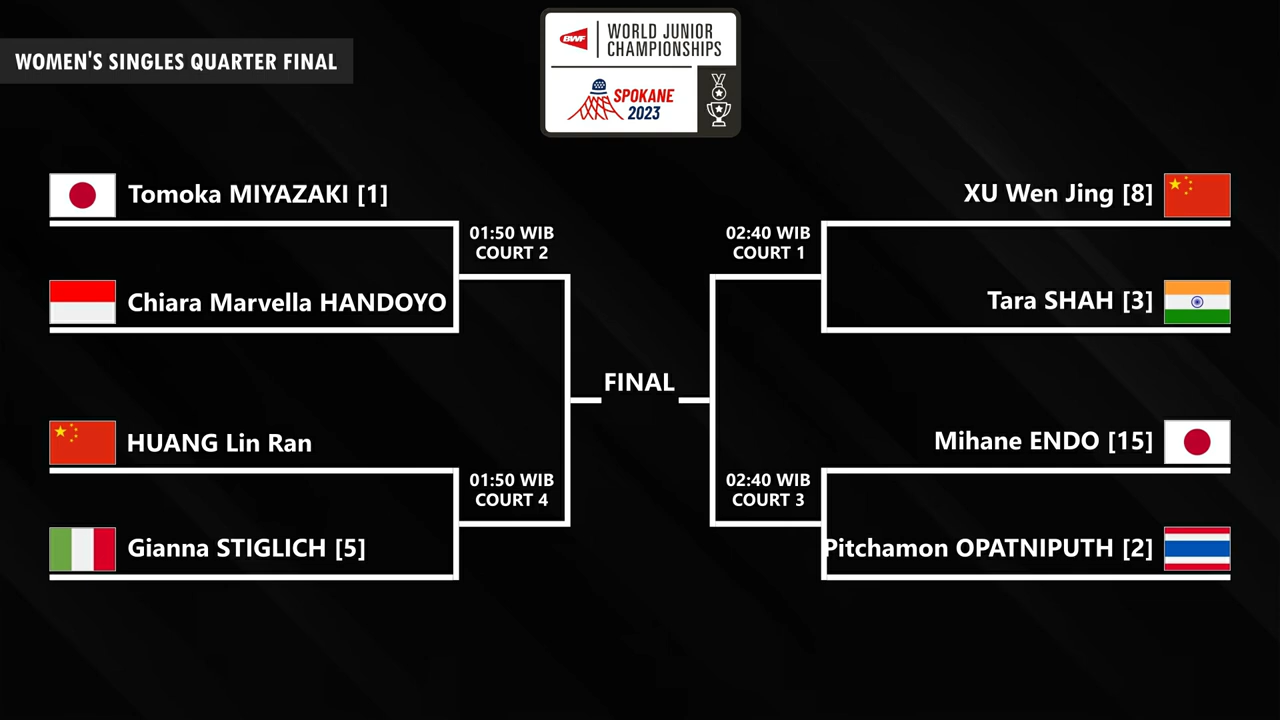 BWF
WORLD JUNIOR
CHAMPIONSHIPS
SPOKANE
2023
WOMEN'S SINGLES QUARTER FINAL
Tomoka MIYAZAKI [1]
01:50 WIB
COURT 2
Chiara Marvella HANDOYO
HUANG Lin Ran
01:50 WIB
COURT 4
Gianna STIGLICH [5]
FINAL
XU Wen Jing [8]
02:40 WIB
COURT 1
Tara SHAH [3]
Mihane ENDO [15]
02:40 WIB
COURT 3
Pitchamon OPATNIPUTH [2]